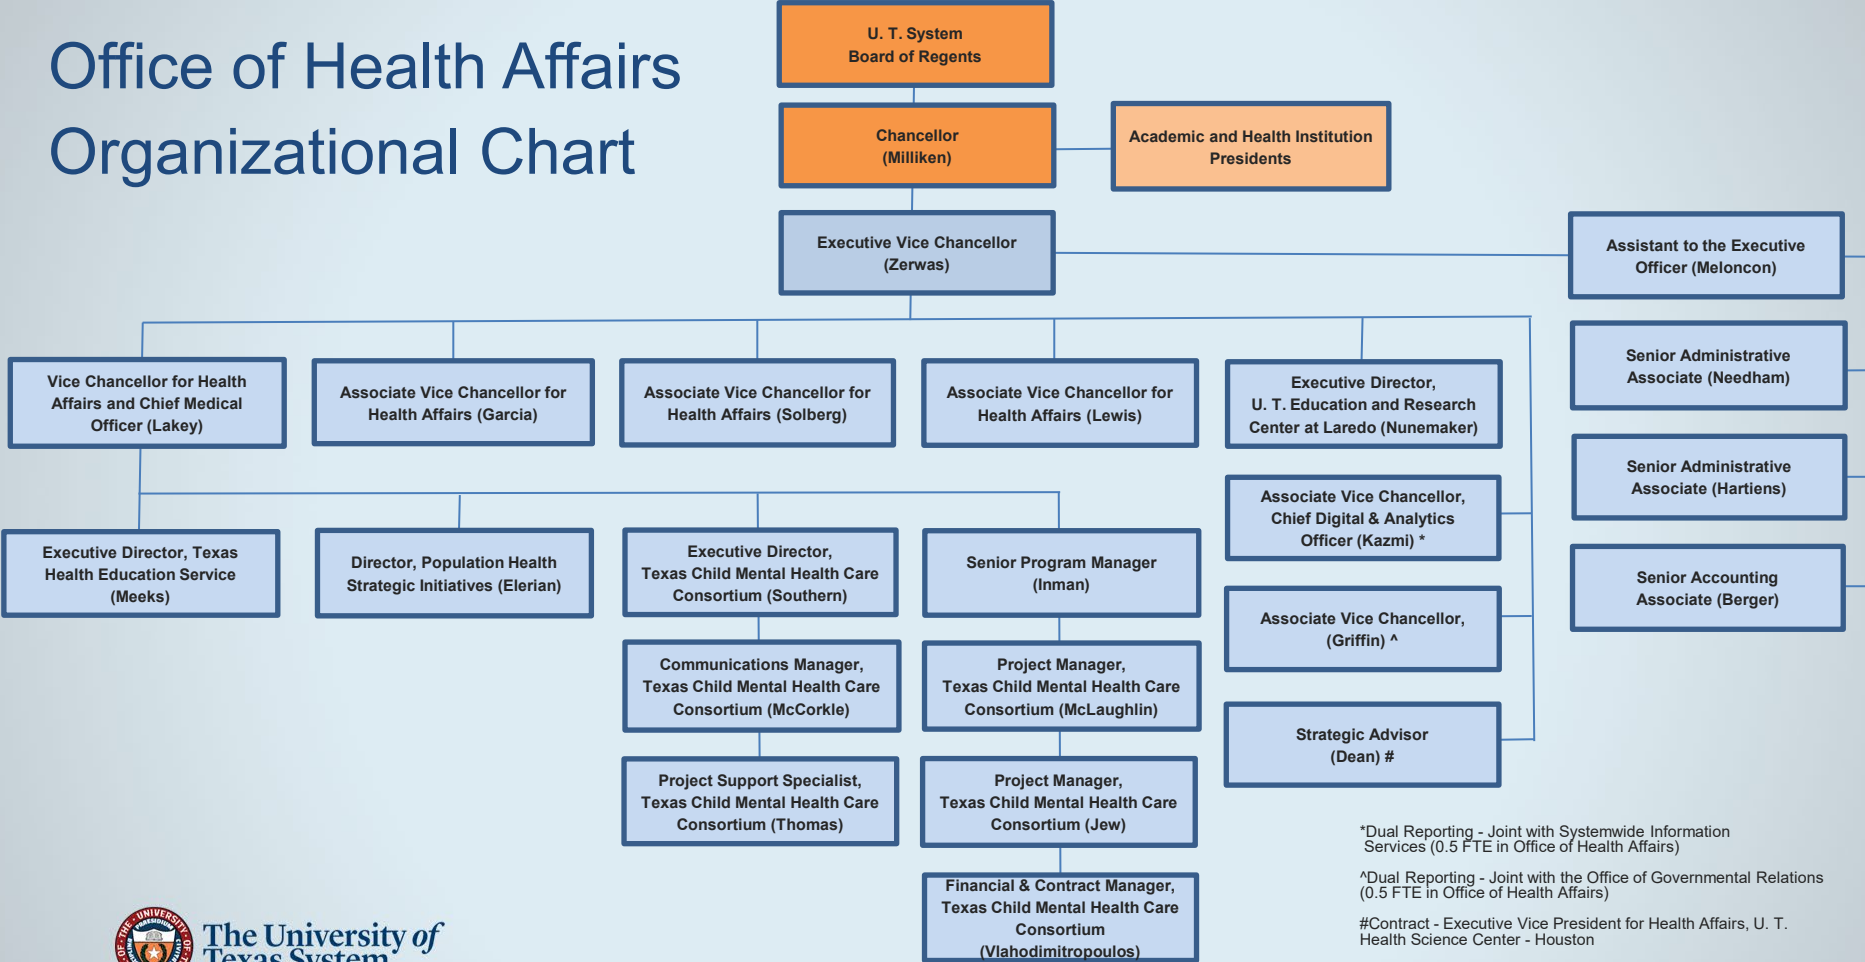 Office of Health Affairs
Organizational Chart
U. T. System
Board of Regents
Chancellor
(Milliken)
Academic and Health Institution
Presidents
Executive Vice Chancellor
(Zerwas)
Assistant to the Executive
Officer (Meloncon)
Senior Administrative
Associate (Needham)
Senior Administrative
Associate (Hartiens)
Senior Accounting
Associate (Berger)
Vice Chancellor for Health
Affairs and Chief Medical
Officer (Lakey)
Associate Vice Chancellor for
Health Affairs (Garcia)
Associate Vice Chancellor for
Health Affairs (Solberg)
Associate Vice Chancellor for
Health Affairs (Lewis)
Executive Director,
U. T. Education and Research
Center at Laredo (Nunemaker)
Associate Vice Chancellor,
Chief Digital & Analytics
Officer (Kazmi) *
Associate Vice Chancellor,
(Griffin) ^
Strategic Advisor
(Dean) #
Executive Director, Texas
Health Education Service
(Meeks)
Director, Population Health
Strategic Initiatives (Elerian)
Executive Director,
Texas Child Mental Health Care
Consortium (Southern)
Senior Program Manager
(Inman)
Communications Manager,
Texas Child Mental Health Care
Consortium (McCorkle)
Project Manager,
Texas Child Mental Health Care
Consortium (McLaughlin)
Project Support Specialist,
Texas Child Mental Health Care
Consortium (Thomas)
Project Manager,
Texas Child Mental Health Care
Consortium (Jew)
Financial & Contract Manager,
Texas Child Mental Health Care
Consortium
(Vlahodimitropoulos)
*Dual Reporting - Joint with Systemwide Information
Services (0.5 FTE in Office of Health Affairs)
^Dual Reporting - Joint with the Office of Governmental Relations
(0.5 FTE in Office of Health Affairs)
#Contract - Executive Vice President for Health Affairs, U. T.
Health Science Center - Houston
The University of
Texas System